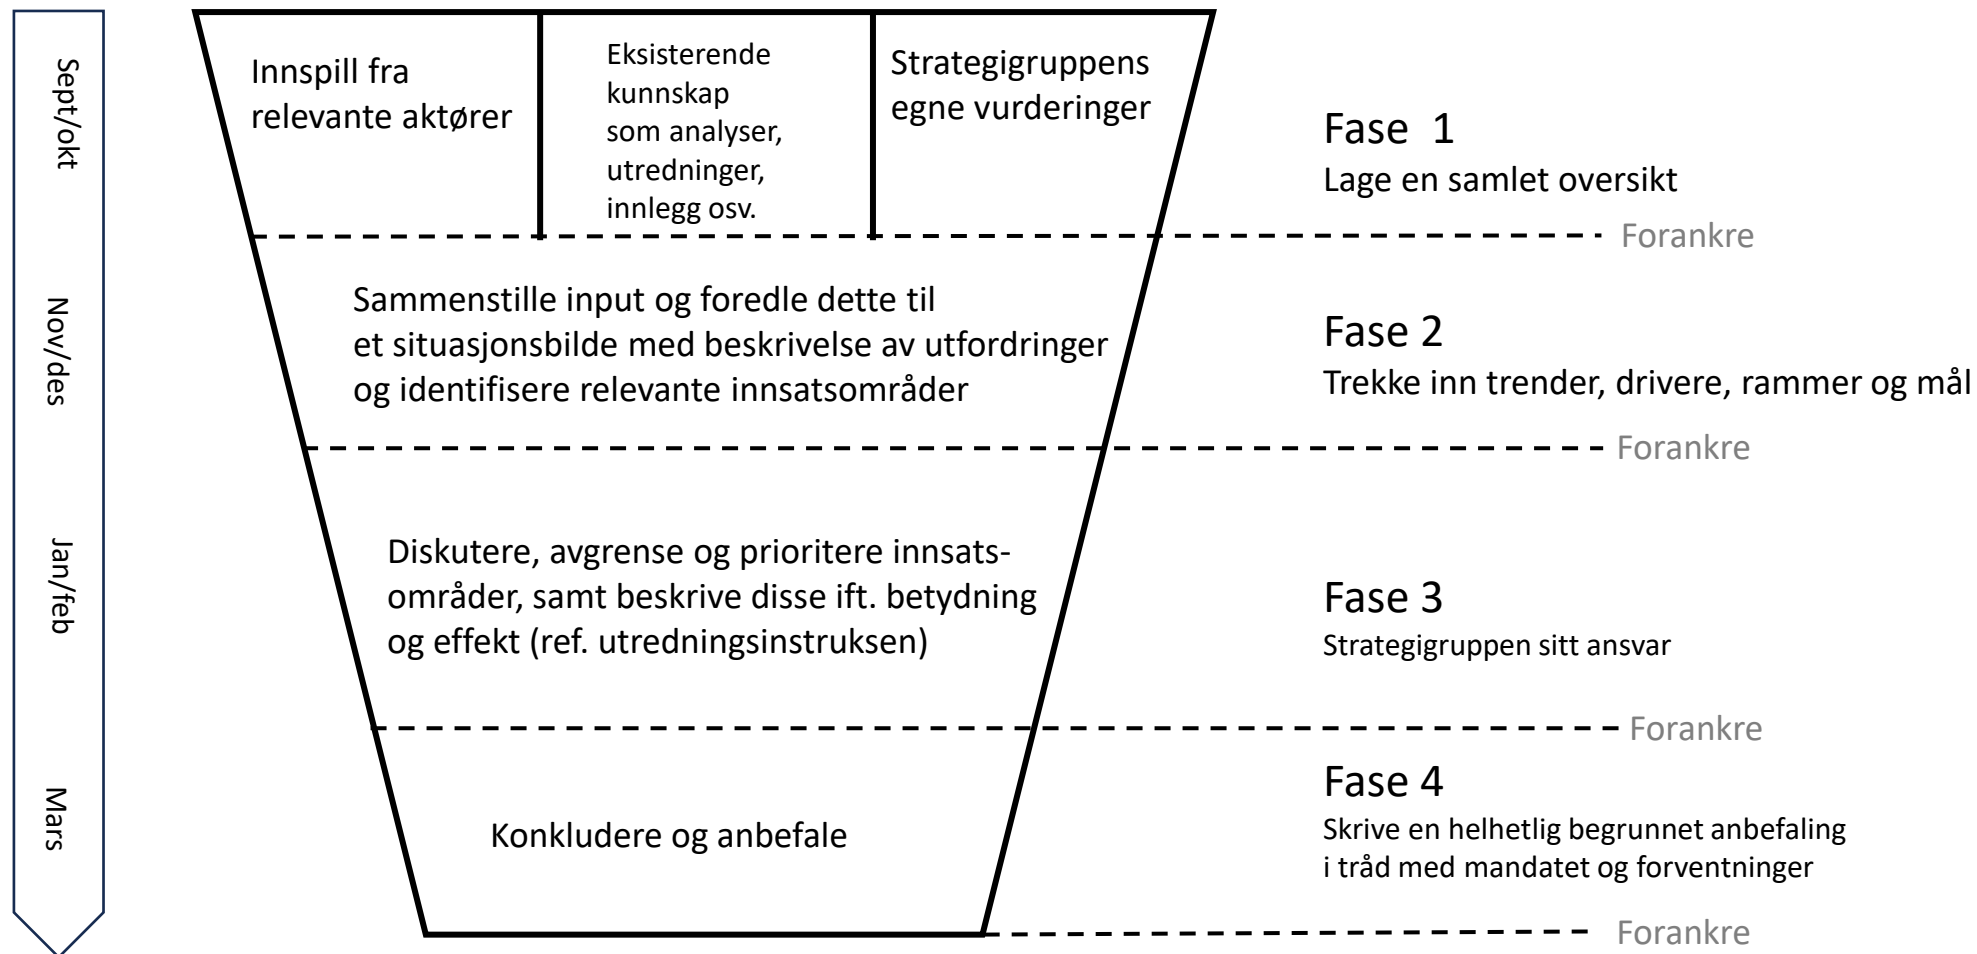 Sept/okt
Nov/des
Jan/feb
Mars
Innspill fra
relevante aktører
Eksisterende
kunnskap
som analyser,
utredninger,
innlegg osv.
Strategigruppens
egne vurderinger
Fase 1
Lage en samlet oversikt
Forankre
Sammenstille input og foredle dette til
et situasjonsbilde med beskrivelse av utfordringer
og identifisere relevante innsatsområder
Fase 2
Trekke inn trender, drivere, rammer og mål
Forankre
Diskutere, avgrense og prioritere innsats-
områder, samt beskrive disse ift. betydning
og effekt (ref. utredningsinstruksen)
Fase 3
Strategigruppen sitt ansvar
Forankre
Konkludere og anbefale
Fase 4
Skrive en helhetlig begrunnet anbefaling
i tråd med mandatet og forventninger
Forankre